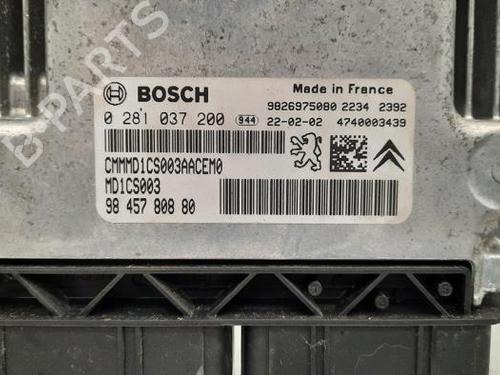 BOSCH
Made in France
9826975080 2234 2392
0 281 037 200 944 22-02-02 4740003439
CMMMD1CS003AACEM0
MD1CS003
98 457 808 80